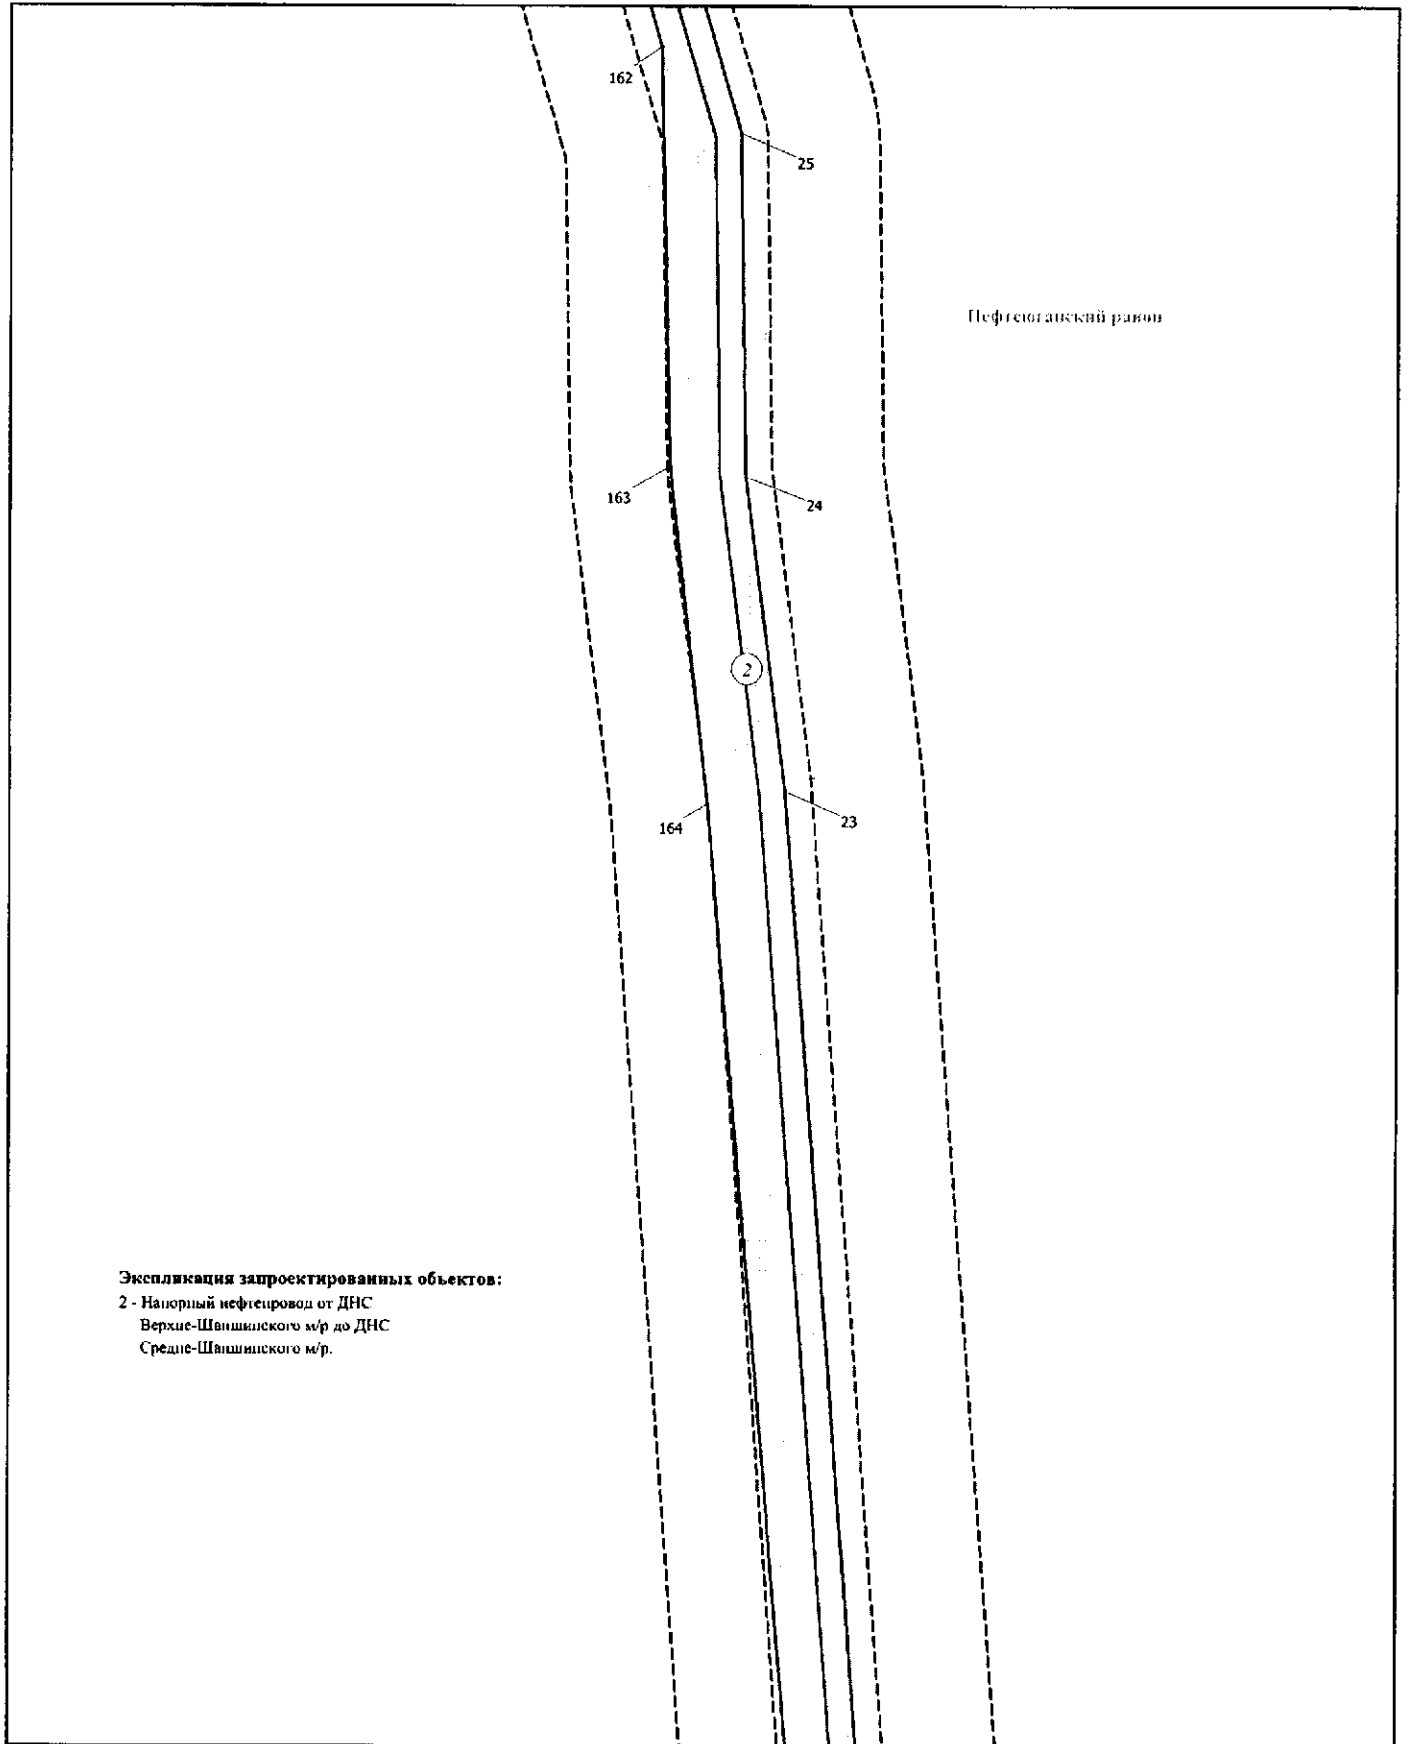 162
25
Нефтеюганский район
163
24
2
164
23
Экспликация запроектированных объектов:
2 - Напорный нефтепровод от ДНС
Верхне-Шапшинского м/р до ДНС
Средне-Шапшинского м/р.